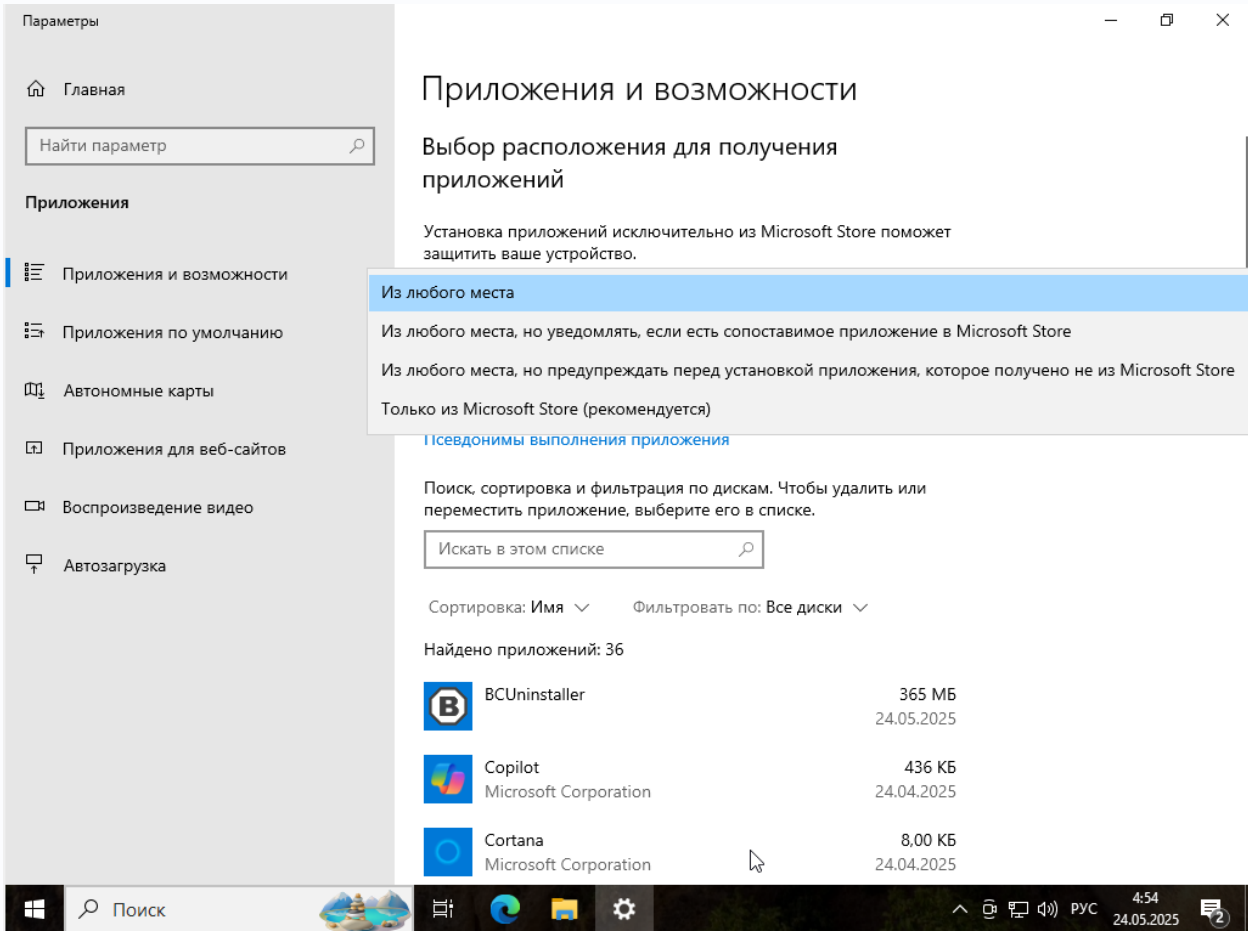 Параметры
Главная
Найти параметр
Приложения
Приложения и возможности
Приложения по умолчанию
Автономные карты
Приложения для веб-сайтов
Воспроизведение видео
Автозагрузка
Приложения и возможности
Выбор расположения для получения
приложений
Установка приложений исключительно из Microsoft Store поможет
защитить ваше устройство.
Из любого места
Из любого места, но уведомлять, если есть сопоставимое приложение в Microsoft Store
Из любого места, но предупреждать перед установкой приложения, которое получено не из Microsoft Store
Только из Microsoft Store (рекомендуется)
Псевдонимы выполнения приложения
Поиск, сортировка и фильтрация по дискам. Чтобы удалить или
переместить приложение, выберите его в списке.
Искать в этом списке
Сортировка: Имя Фильтровать по: Все диски
Найдено приложений: 36
BCUninstaller 365 МБ
24.05.2025
Copilot 436 КБ
Microsoft Corporation 24.04.2025
Cortana 8,00 КБ
Microsoft Corporation 24.04.2025
Поиск
РУС
4:54
24.05.2025
2